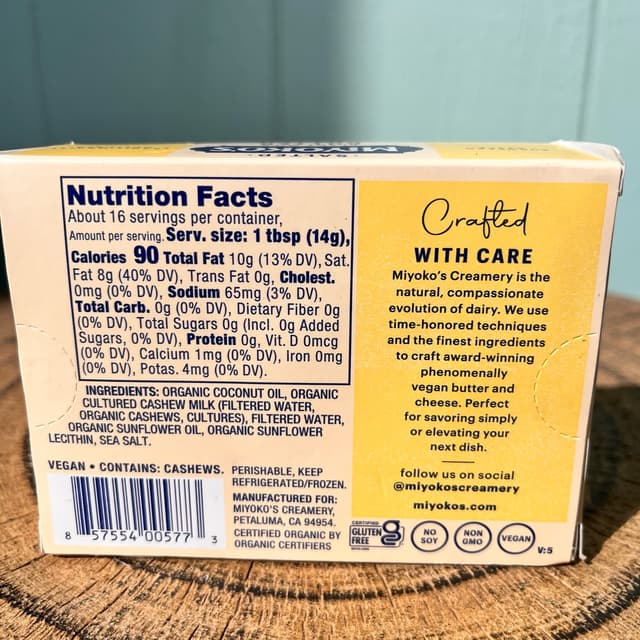 SALTED
MIYOKO'S
Nutrition Facts
About 16 servings per container,
Amount per serving. Serv. size: 1 tbsp (14g),
Calories 90 Total Fat 10g (13% DV), Sat.
Fat 8g (40% DV), Trans Fat 0g, Cholest.
0mg (0% DV), Sodium 65mg (3% DV),
Total Carb. 0g (0% DV), Dietary Fiber 0g
(0% DV), Total Sugars 0g (Incl. 0g Added
Sugars, 0% DV), Protein 0g, Vit. D 0mcg
(0% DV), Calcium 1mg (0% DV), Iron 0mg
(0% DV), Potas. 4mg (0% DV).
INGREDIENTS: ORGANIC COCONUT OIL, ORGANIC
CULTURED CASHEW MILK (FILTERED WATER,
ORGANIC CASHEWS, CULTURES), FILTERED WATER,
ORGANIC SUNFLOWER OIL, ORGANIC SUNFLOWER
LECITHIN, SEA SALT.
VEGAN • CONTAINS: CASHEWS.
8 57554 00577 3
PERISHABLE, KEEP
REFRIGERATED/FROZEN.
MANUFACTURED FOR:
MIYOKO'S CREAMERY,
PETALUMA, CA 94954.
CERTIFIED ORGANIC BY
ORGANIC CERTIFIERS
Crafted
WITH CARE
Miyoko's Creamery is the
natural, compassionate
evolution of dairy. We use
time-honored techniques
and the finest ingredients
to craft award-winning
phenomenally
vegan butter and
cheese. Perfect
for savoring simply
or elevating your
next dish.
follow us on social
@miyokoscreamery
miyokos.com
CERTIFIED
GLUTEN
FREE
NO
SOY
NON
GMO
VEGAN
V:5